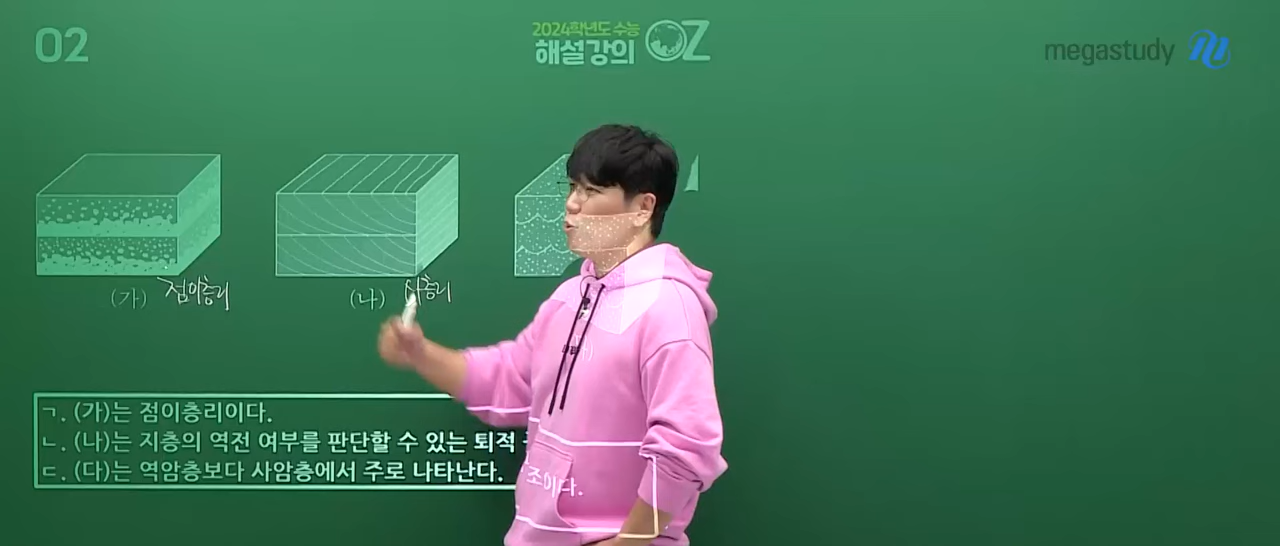 02
2024학년도 수능
해설강의 OZ
megastudy
(가) 점이층리
(나) 사층리
ㄱ. (가)는 점이층리이다.
ㄴ. (나)는 지층의 역전 여부를 판단할 수 있는 퇴적 조이다.
ㄷ. (다)는 역암층보다 사암층에서 주로 나타난다.